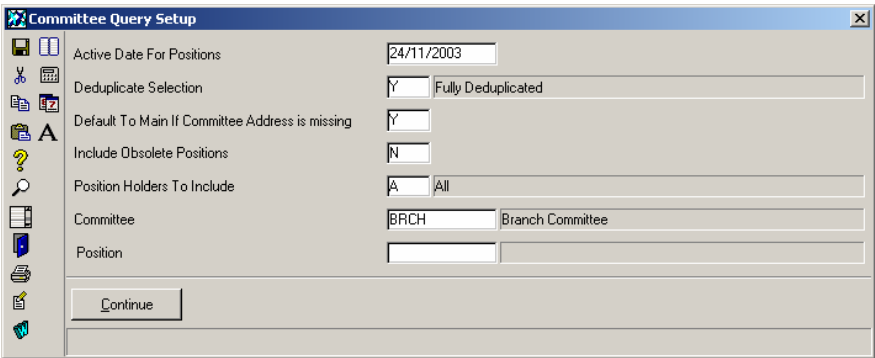 Committee Query Setup
Active Date For Positions 24/11/2003
Deduplicate Selection Y Fully Deduplicated
Default To Main If Committee Address is missing Y
Include Obsolete Positions N
Position Holders To Include A All
Committee BRCH Branch Committee
Position
Continue